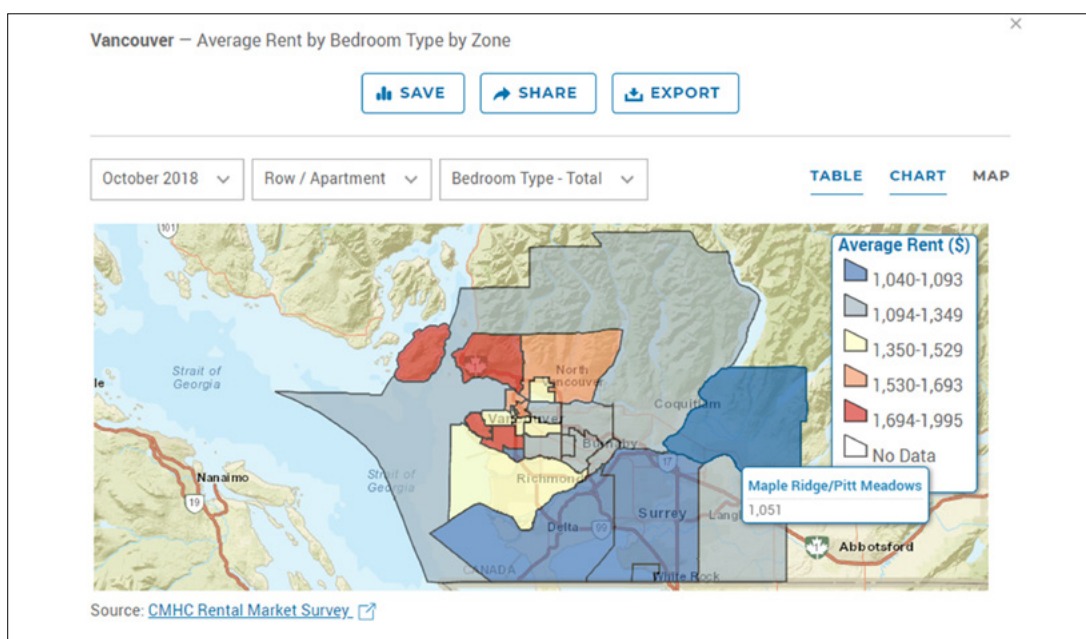 ×
Vancouver — Average Rent by Bedroom Type by Zone
SAVE SHARE EXPORT
October 2018 Row / Apartment Bedroom Type - Total TABLE CHART MAP
101
Average Rent ($)
1,040-1,093
1,094-1,349
1,350-1,529
1,530-1,693
1,694-1,995
No Data
Strait of
Georgia
North
Vancouver
Coquitlam
Vancouver
Burnaby
Strait of
Georgia
Richmond
17
Nanaimo
19
Maple Ridge/Pitt Meadows
1,051
Surrey
Delta
99
1
Abbotsford
CANADA
White Rock
Source: CMHC Rental Market Survey